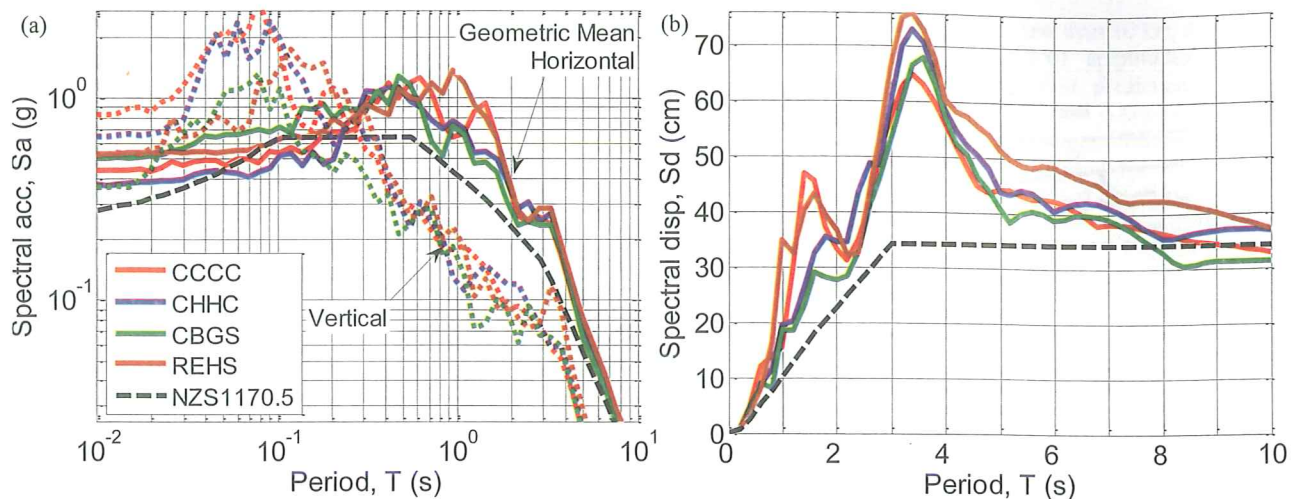 (a)
Geometric Mean
Horizontal
Vertical
10^0
10^-1
Spectral acc, Sa (g)
CCCC
CHHC
CBGS
REHS
NZS1170.5
10^-2
10^-1
10^0
10^1
Period, T (s)
(b)
70
60
50
40
30
20
10
0
Spectral disp, Sd (cm)
0
2
4
6
8
10
Period, T (s)